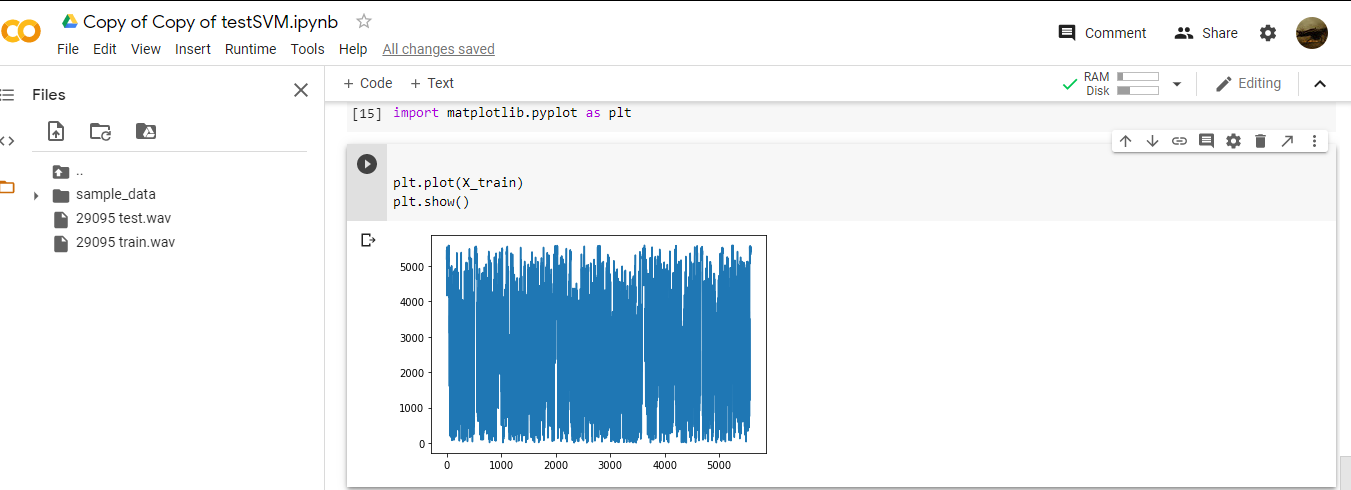 Copy of Copy of testSVM.ipynb
File Edit View Insert Runtime Tools Help All changes saved
Comment
Share
Files
+ Code + Text
RAM
Disk
Editing
..
sample_data
29095 test.wav
29095 train.wav
[15] import matplotlib.pyplot as plt
plt.plot(X_train)
plt.show()
5000
4000
3000
2000
1000
0
0 1000 2000 3000 4000 5000